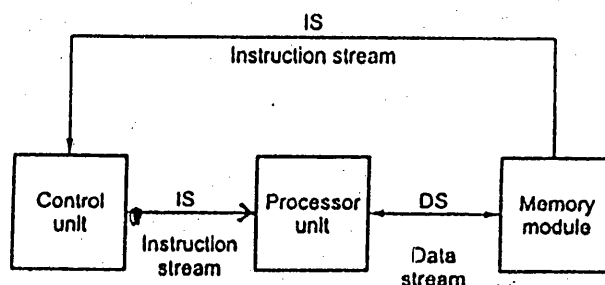 IS
Instruction stream
Control
unit
IS
Instruction
stream
Processor
unit
DS
Data
stream
Memory
module